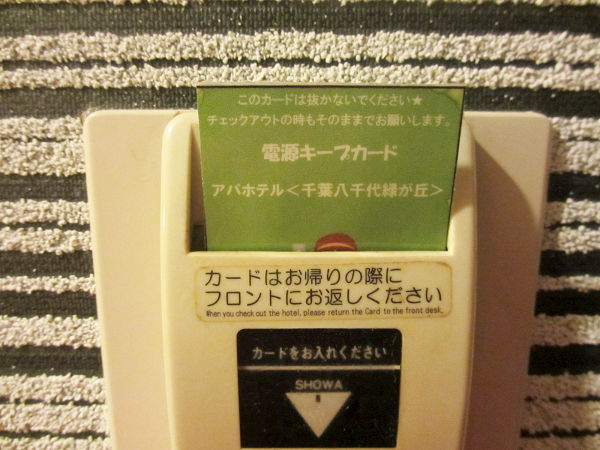 このカードは抜かないでください★
チェックアウトの時もそのままでお願いします。
電源キープカード
アパホテル＜千葉八千代緑が丘＞
カードはお帰りの際に
フロントにお返しください
When you check out the hotel, please return the Card to the front desk.
カードをお入れください
SHOWA